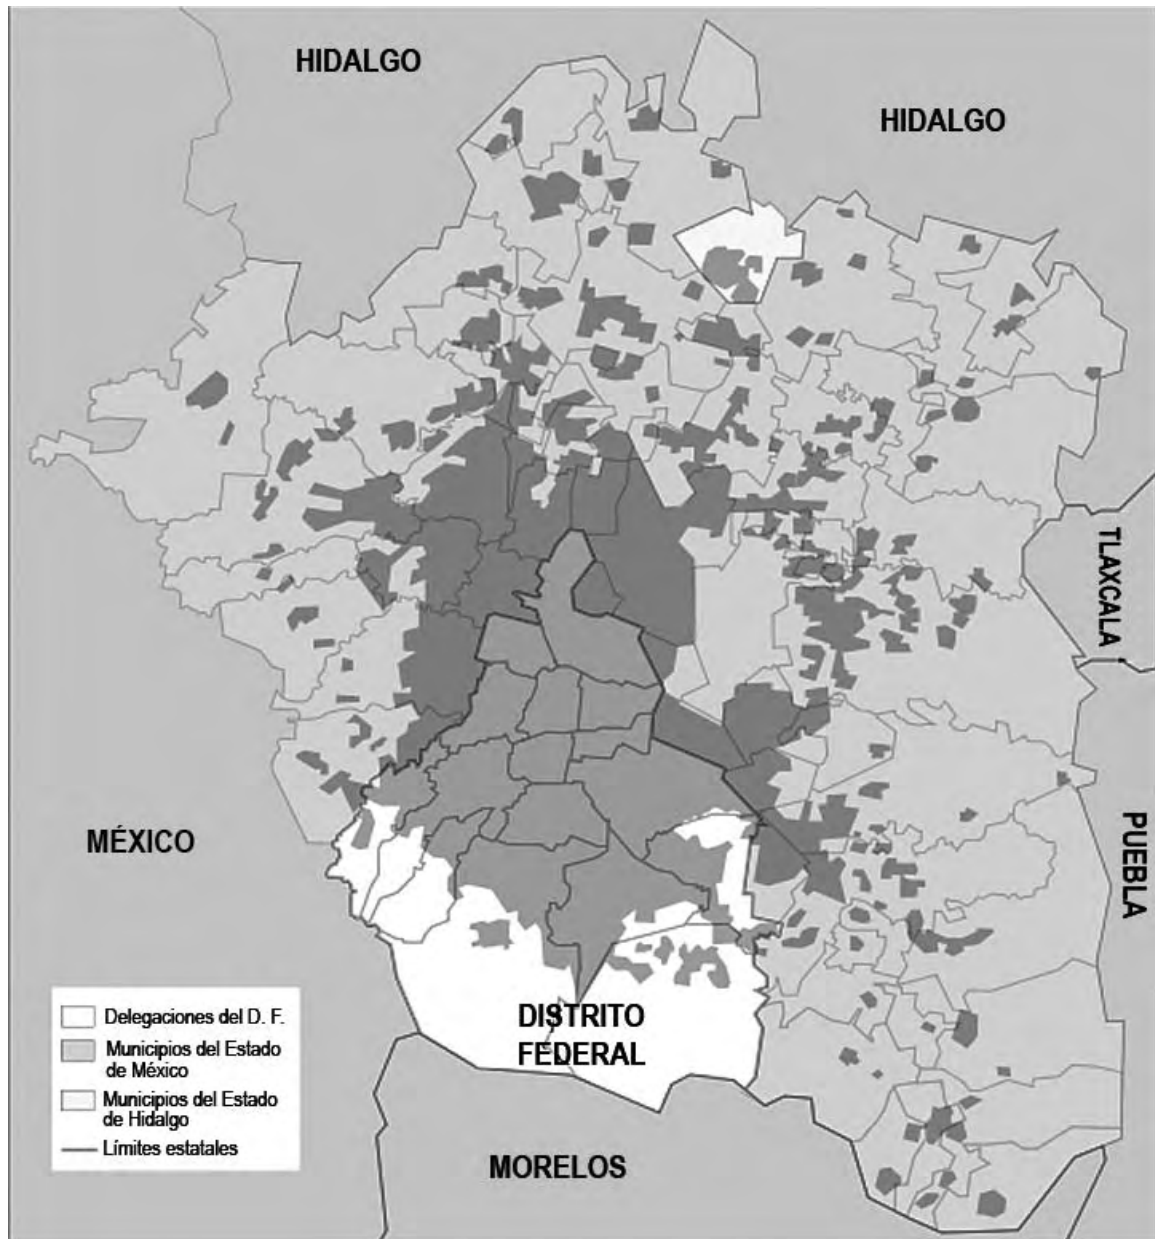 HIDALGO
HIDALGO
TLAXCALA
MÉXICO
PUEBLA
DISTRITO
FEDERAL
MORELOS
Delegaciones del D. F.
Municipios del Estado
de México
Municipios del Estado
de Hidalgo
Límites estatales